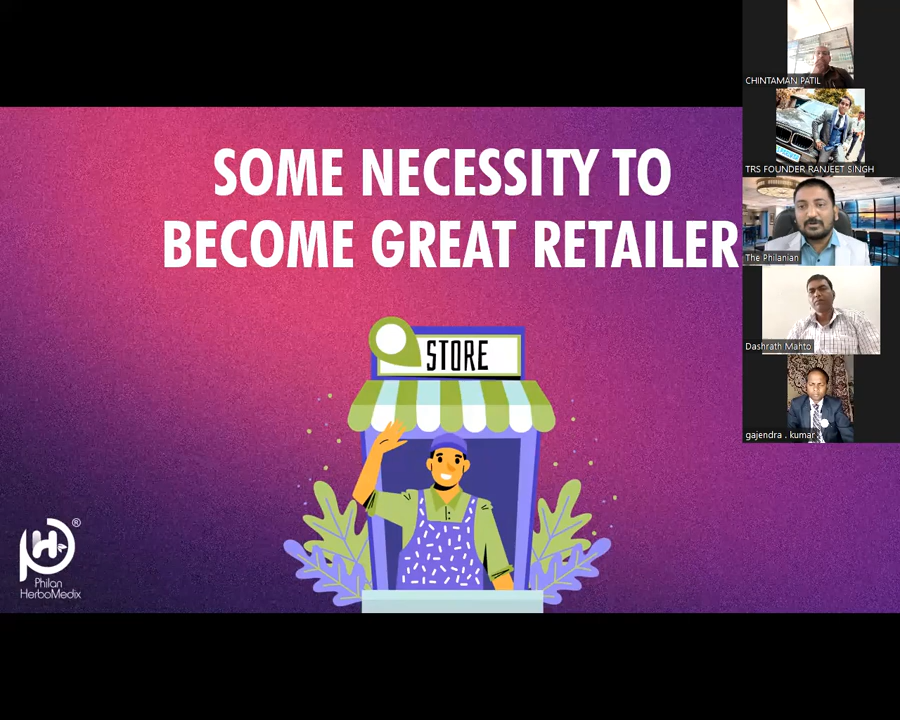 SOME NECESSITY TO
BECOME GREAT RETAILER
STORE
Philan
HerboMedix
®
CHINTAMAN PATIL
TRS FOUNDER RANJEET SINGH
The Philanian
Dashrath Mahto
gajendra . kumar